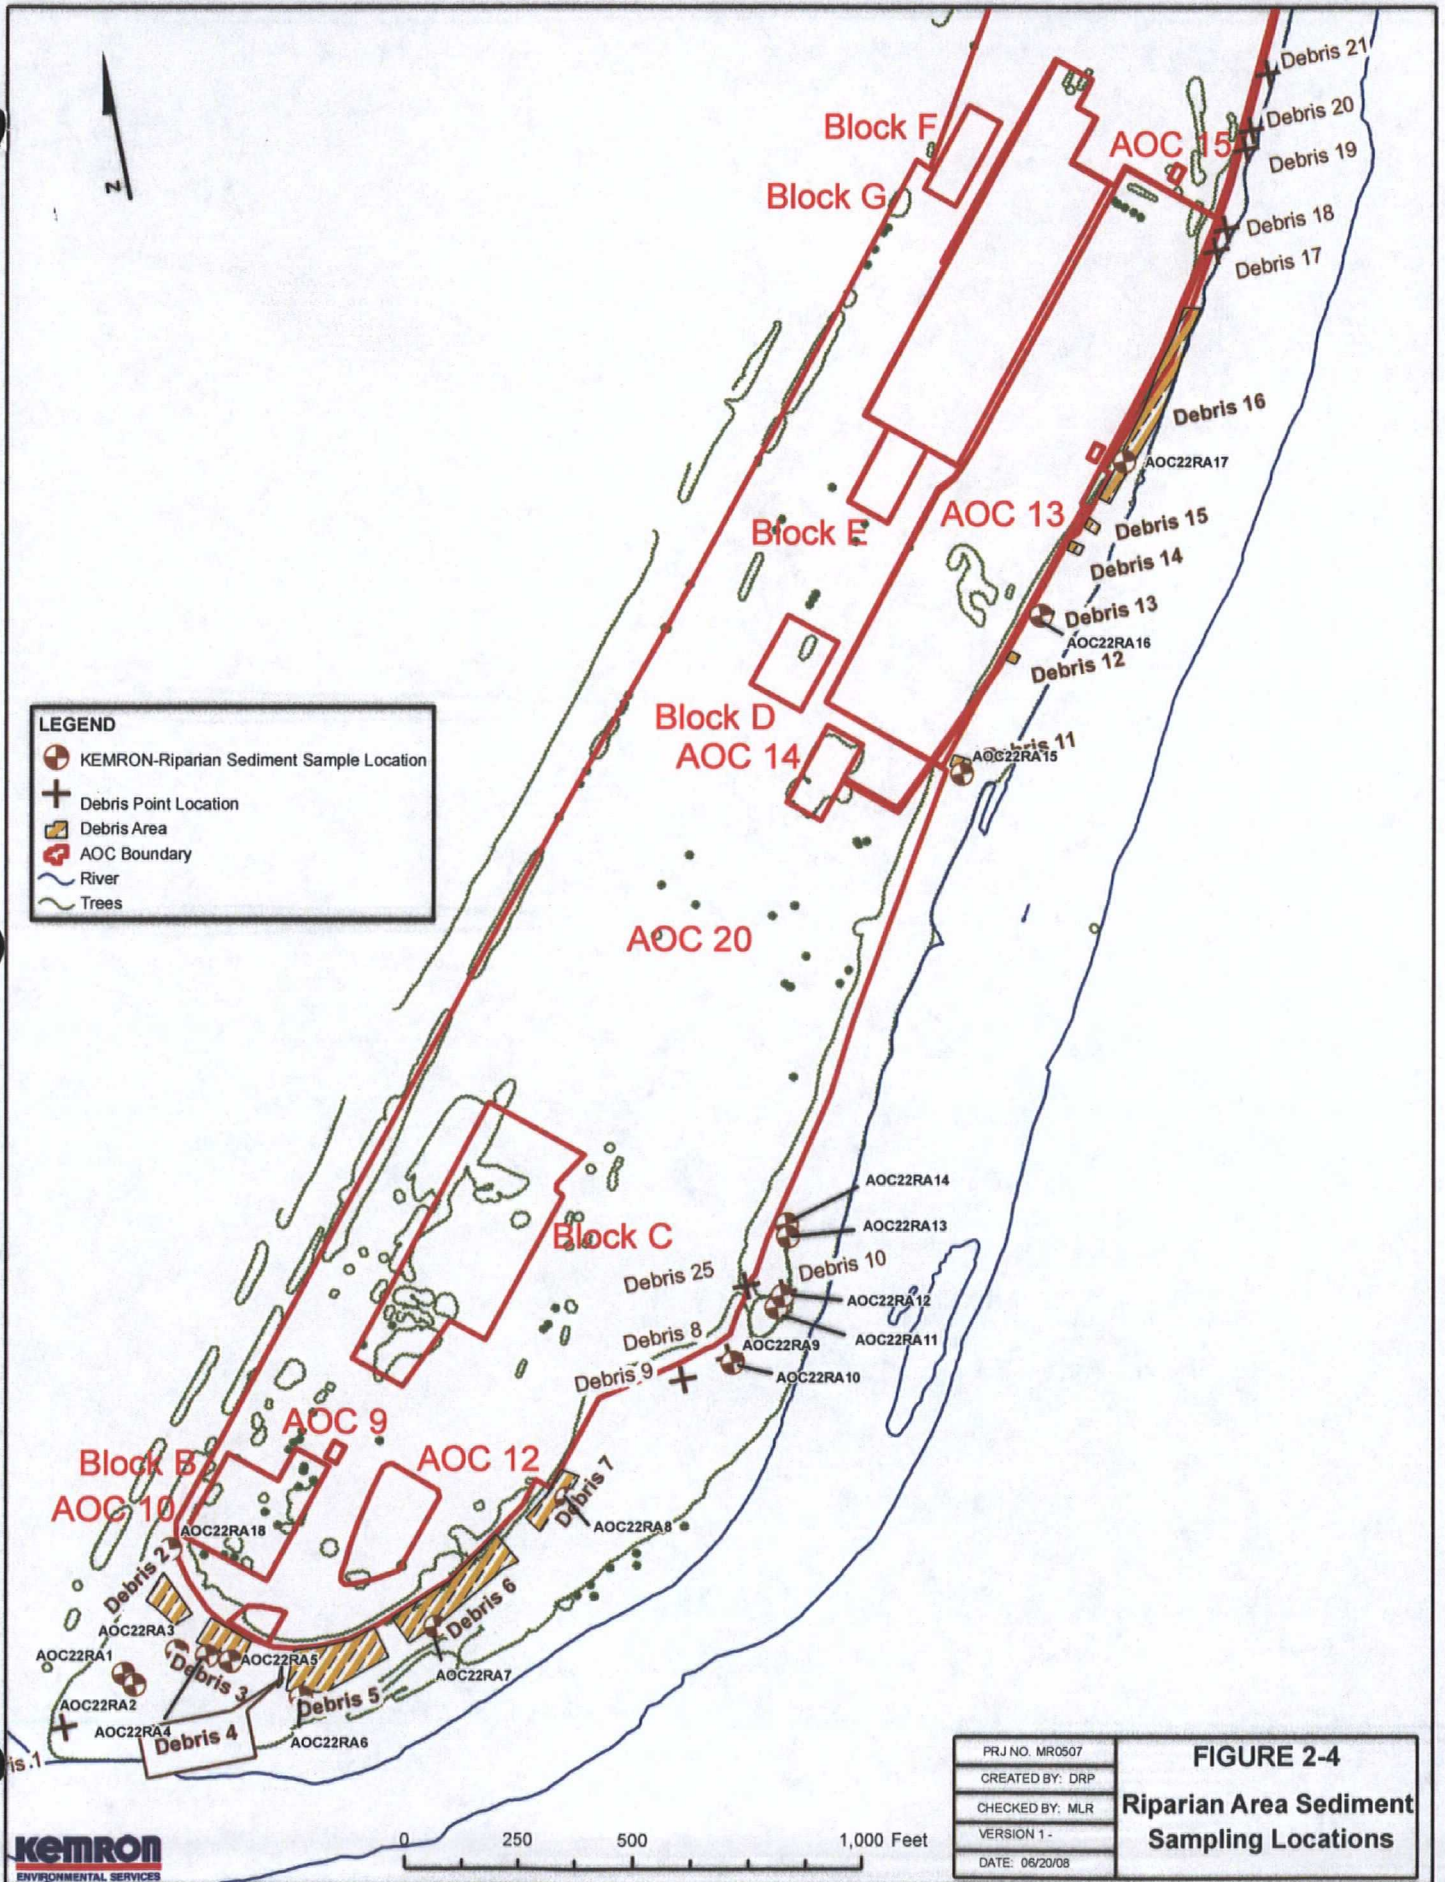 Debris 21
Debris 20
Debris 19
Block F
AOC 15
Block G
Debris 18
Debris 17
N
Debris 16
AOC22RA17
AOC 13
Debris 15
Block E
Debris 14
Debris 13
AOC22RA16
Debris 12
Block D
AOC 14
Debris 11
AOC22RA15
LEGEND
KEMRON-Riparian Sediment Sample Location
Debris Point Location
Debris Area
AOC Boundary
River
Trees
AOC 20
AOC22RA14
AOC22RA13
Block C
Debris 25
Debris 10
AOC22RA12
AOC22RA11
Debris 8
AOC22RA9
Debris 9
AOC22RA10
AOC 9
Block B
AOC 12
AOC 10
Debris 7
AOC22RA18
AOC22RA8
Debris 2
Debris 6
AOC22RA3
AOC22RA1
AOC22RA5
Debris 3
AOC22RA7
AOC22RA2
Debris 5
AOC22RA4
Debris 4
AOC22RA6
is 1
PRJ NO. MR0507
CREATED BY: DRP
CHECKED BY: MLR
VERSION 1 -
DATE: 06/20/08
FIGURE 2-4
Riparian Area Sediment
Sampling Locations
KEMRON
ENVIRONMENTAL SERVICES
0 250 500 1,000 Feet